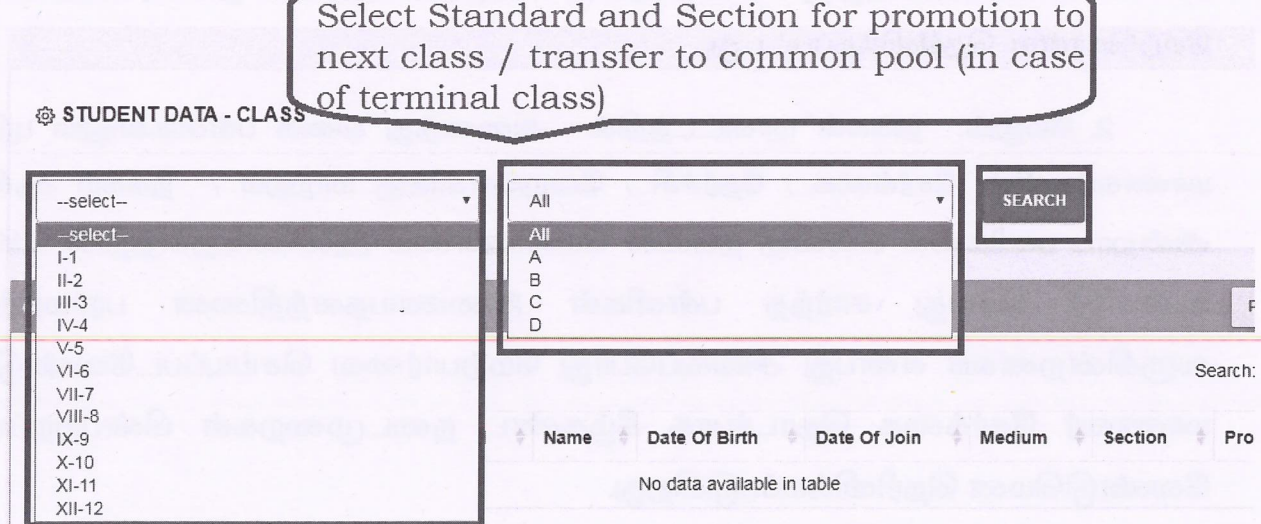 Select Standard and Section for promotion to
next class / transfer to common pool (in case
of terminal class)
STUDENT DATA - CLASS
--select--
All
SEARCH
--select--
I-1
II-2
III-3
IV-4
V-5
VI-6
VII-7
VIII-8
IX-9
X-10
XI-11
XII-12
All
A
B
C
D
Search:
Name Date Of Birth Date Of Join Medium Section Pro
No data available in table